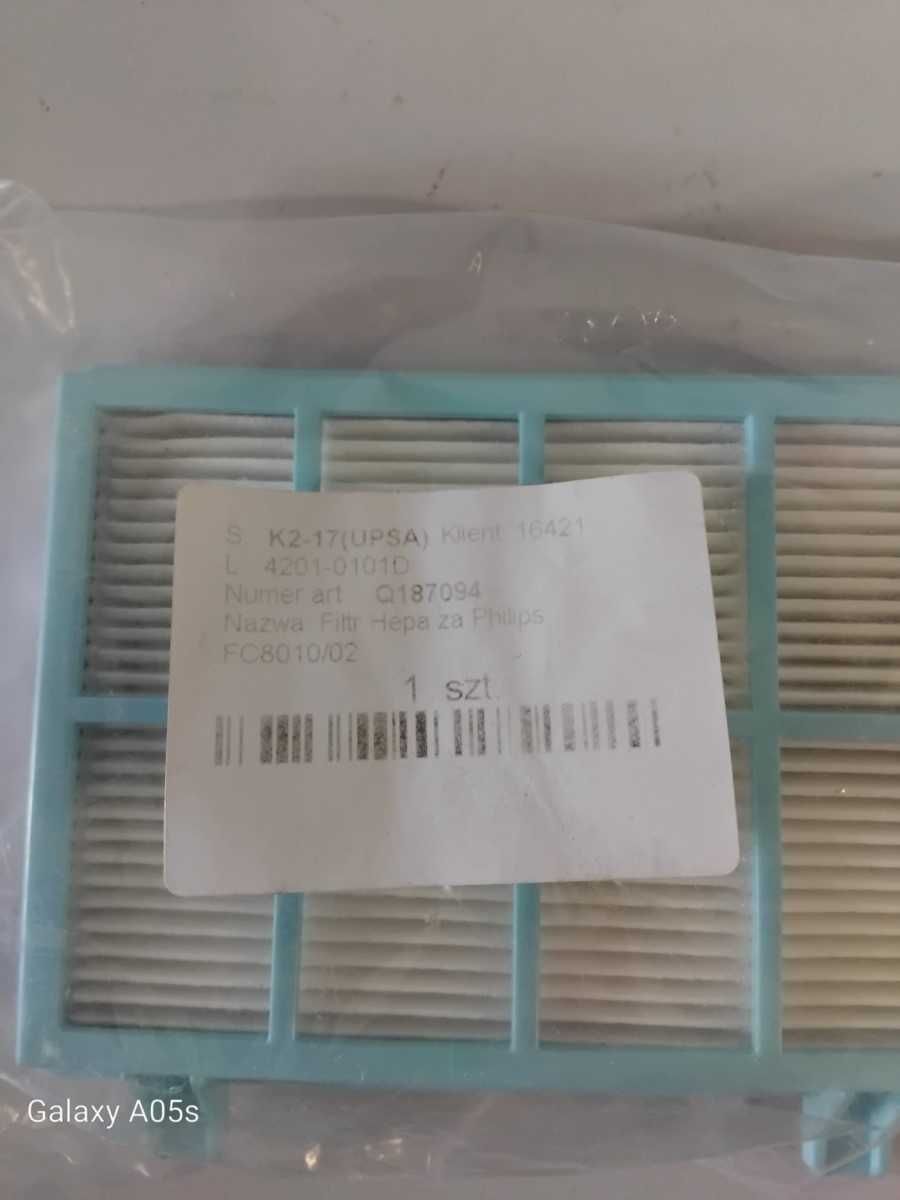 S. K2-17(UPSA) Klient: 16421
L 4201-0101D
Numer art Q187094
Nazwa: Filtr Hepa za Philips
FC8010/02
1 szt.
Galaxy A05s